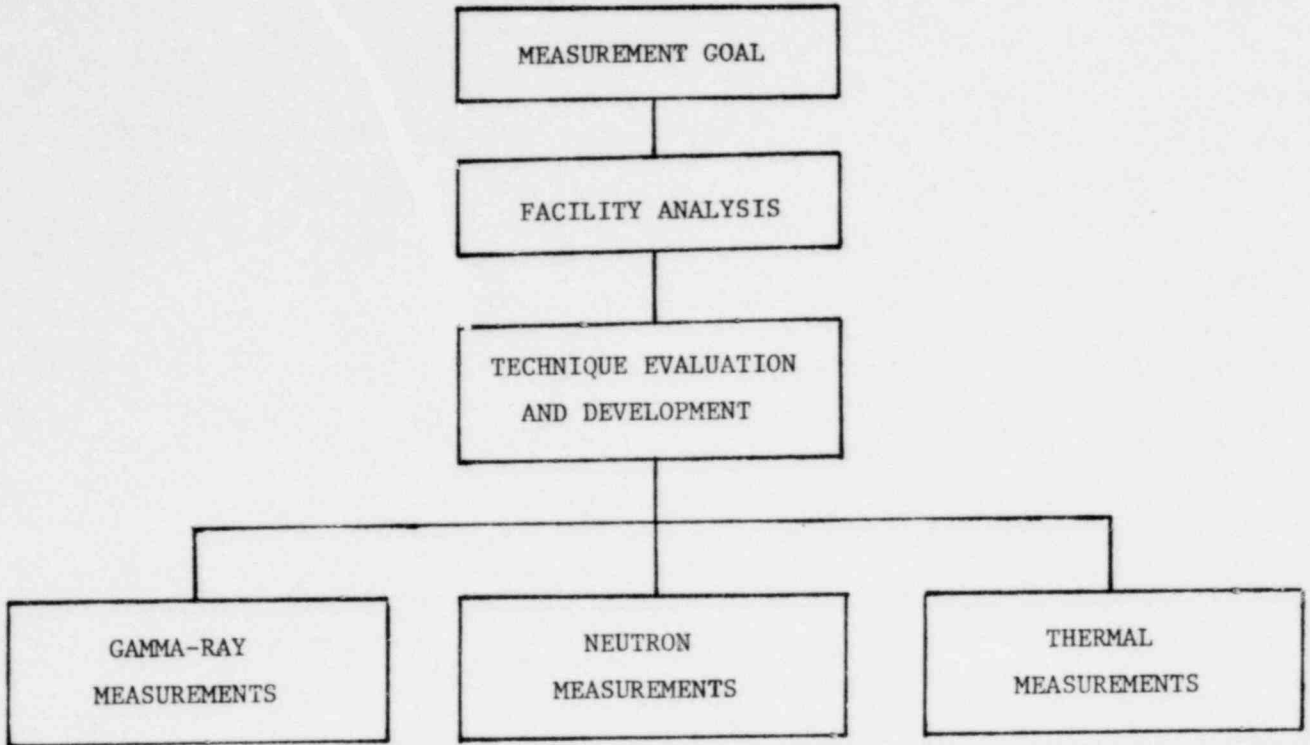 MEASUREMENT GOAL
FACILITY ANALYSIS
TECHNIQUE EVALUATION
AND DEVELOPMENT
GAMMA-RAY
MEASUREMENTS
NEUTRON
MEASUREMENTS
THERMAL
MEASUREMENTS